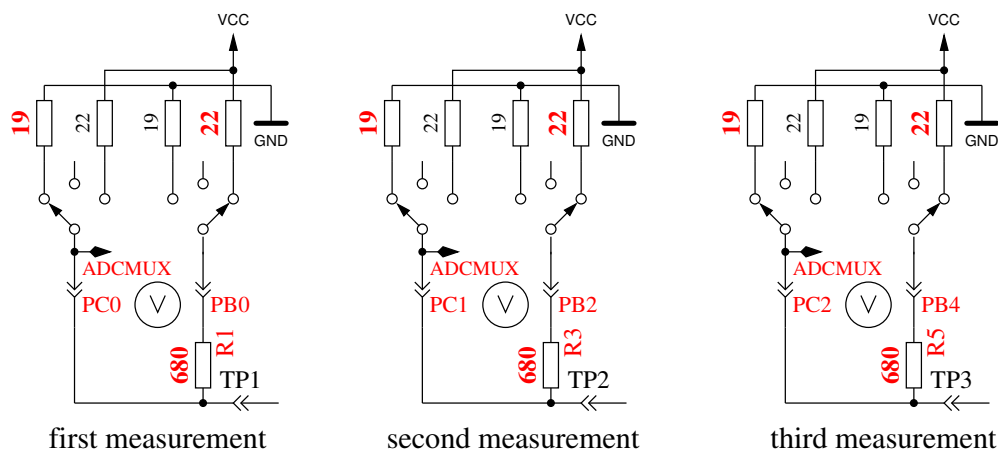 VCC
19
22
19
22
GND
ADCMUX
PC0
V
PB0
R1
680
TP1
first measurement
VCC
19
22
19
22
GND
ADCMUX
PC1
V
PB2
R3
680
TP2
second measurement
VCC
19
22
19
22
GND
ADCMUX
PC2
V
PB4
R5
680
TP3
third measurement